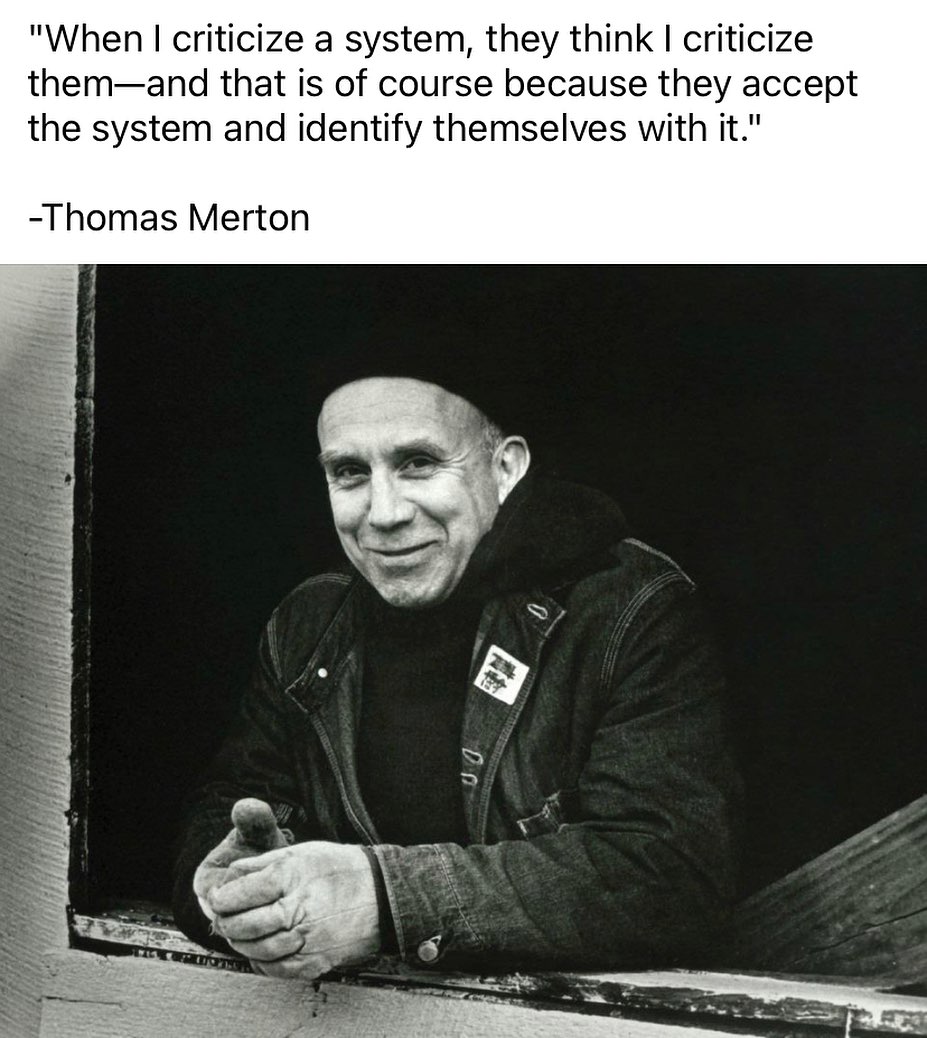 "When I criticize a system, they think I criticize
them—and that is of course because they accept
the system and identify themselves with it."
-Thomas Merton